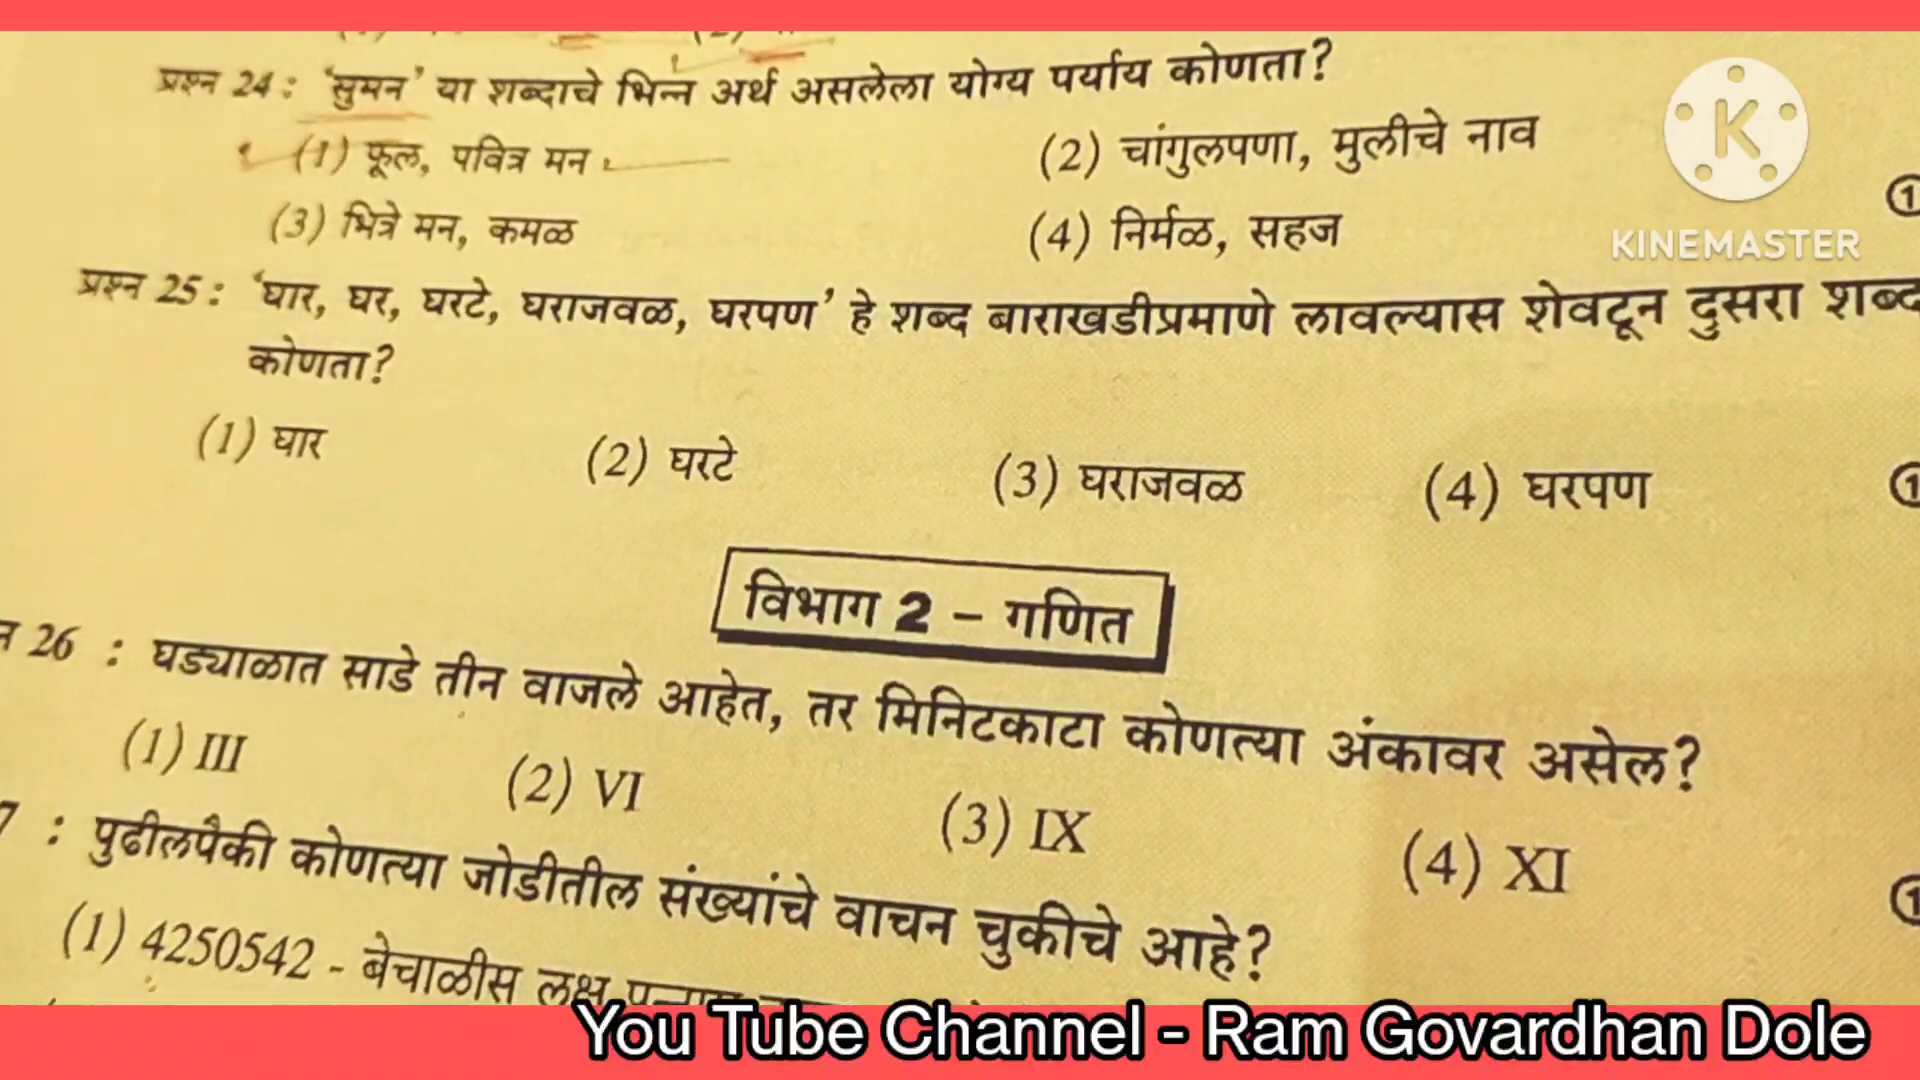 प्रश्न 24 : 'सुमन' या शब्दाचे भिन्न अर्थ असलेला योग्य पर्याय कोणता?
(1) फूल, पवित्र मन (2) चांगुलपणा, मुलीचे नाव
(3) भित्रे मन, कमळ (4) निर्मळ, सहज
KINEMASTER
प्रश्न 25 : 'घार, घर, घरटे, घराजवळ, घरपण' हे शब्द बाराखडीप्रमाणे लावल्यास शेवटून दुसरा शब्द
कोणता?
(1) घार (2) घरटे (3) घराजवळ (4) घरपण
विभाग 2 – गणित
26 : घड्याळात साडे तीन वाजले आहेत, तर मिनिटकाटा कोणत्या अंकावर असेल?
(1) III (2) VI (3) IX (4) XI
7 : पुढीलपैकी कोणत्या जोडीतील संख्यांचे वाचन चुकीचे आहे?
(1) 4250542 - बेचाळीस लक्ष
You Tube Channel - Ram Govardhan Dole